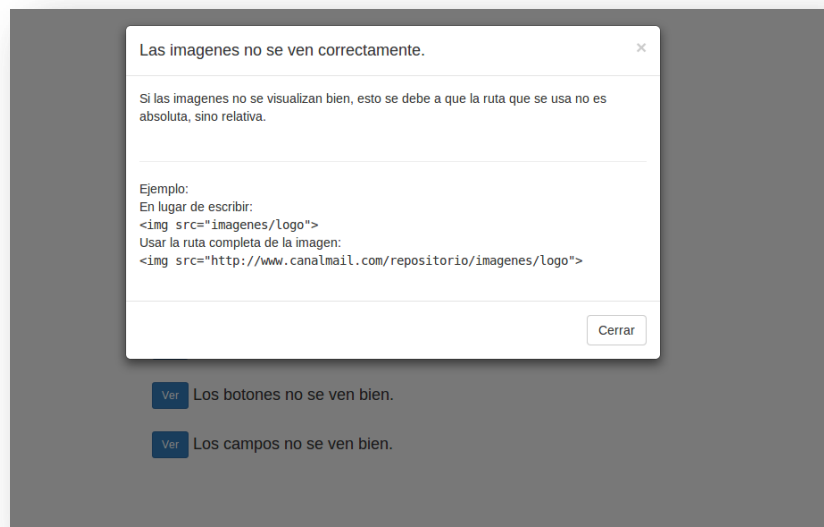 Las imagenes no se ven correctamente.
×
Si las imagenes no se visualizan bien, esto se debe a que la ruta que se usa no es
absoluta, sino relativa.
Ejemplo:
En lugar de escribir:
<img src="imagenes/logo">
Usar la ruta completa de la imagen:
<img src="http://www.canalmail.com/repositorio/imagenes/logo">
Cerrar
Ver Los botones no se ven bien.
Ver Los campos no se ven bien.